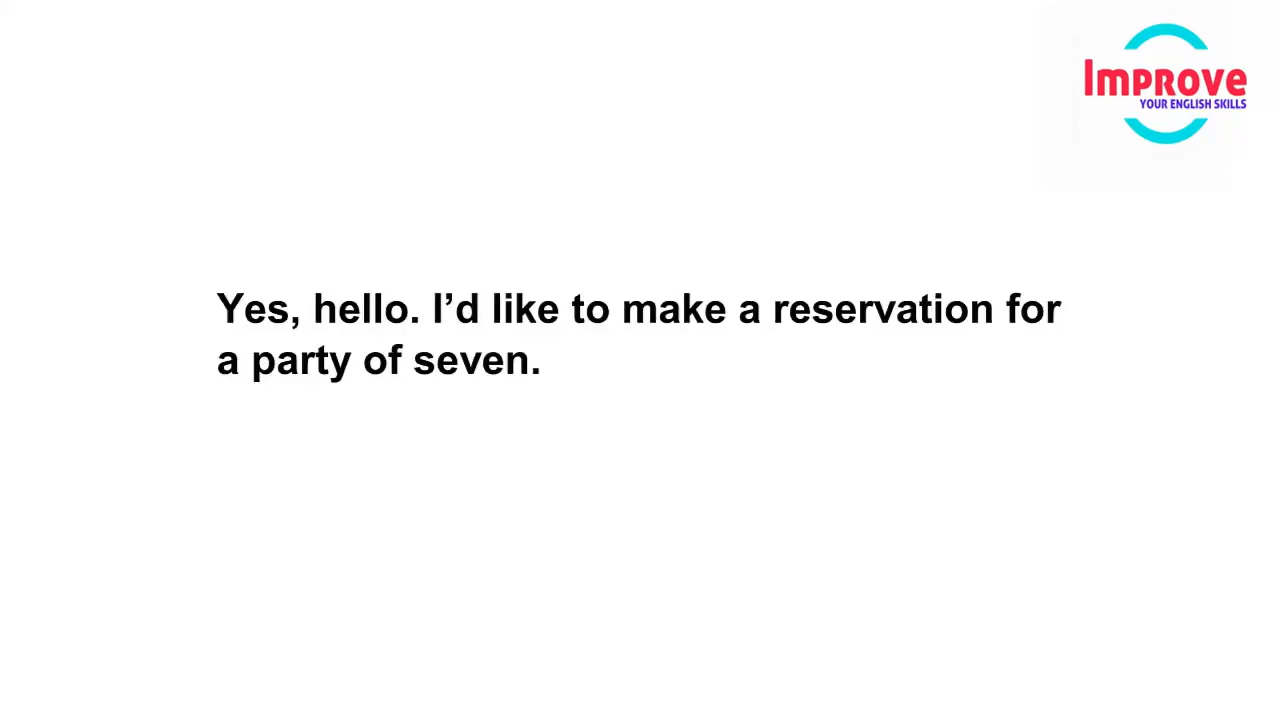 Improve
YOUR ENGLISH SKILLS
Yes, hello. I’d like to make a reservation for
a party of seven.